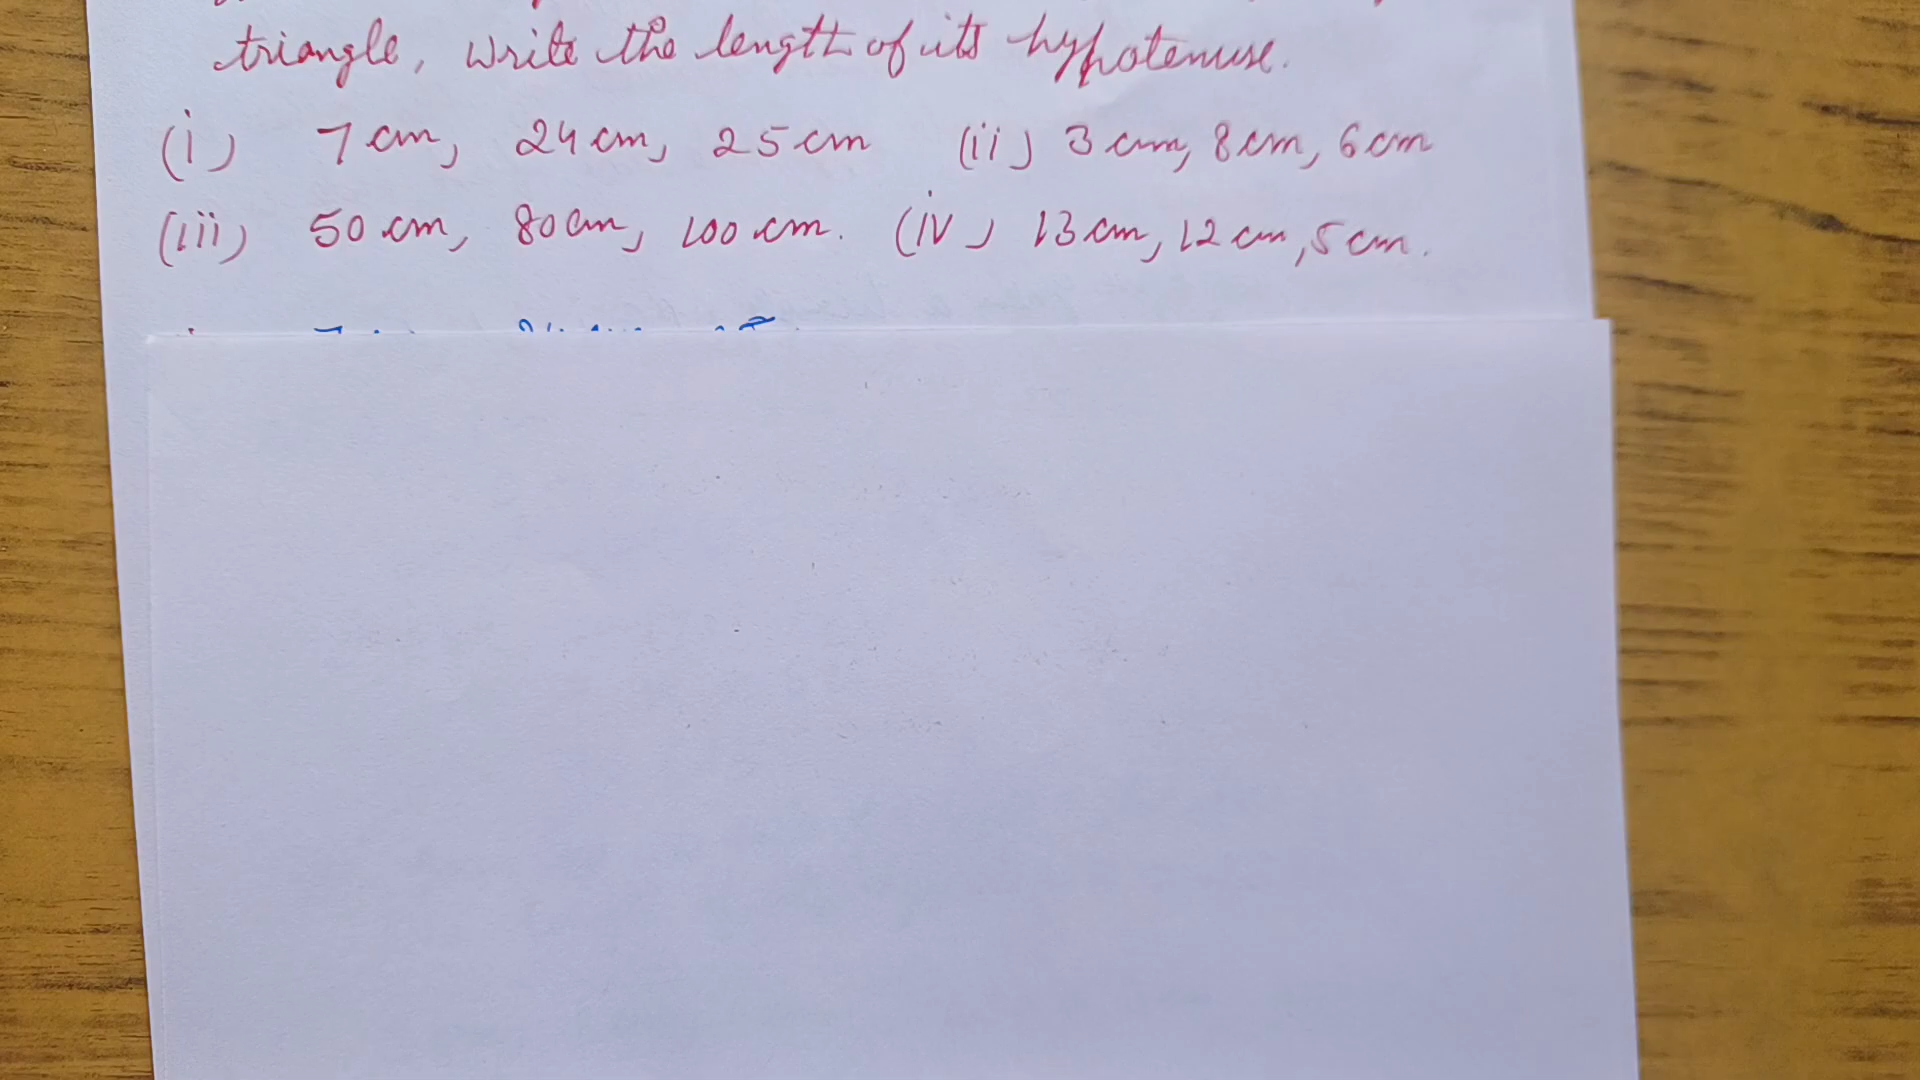 triangle, write the length of its hypotenuse.
(i) 7 cm, 24 cm, 25 cm (ii) 3 cm, 8 cm, 6 cm
(iii) 50 cm, 80 cm, 100 cm. (iv) 13 cm, 12 cm, 5 cm.